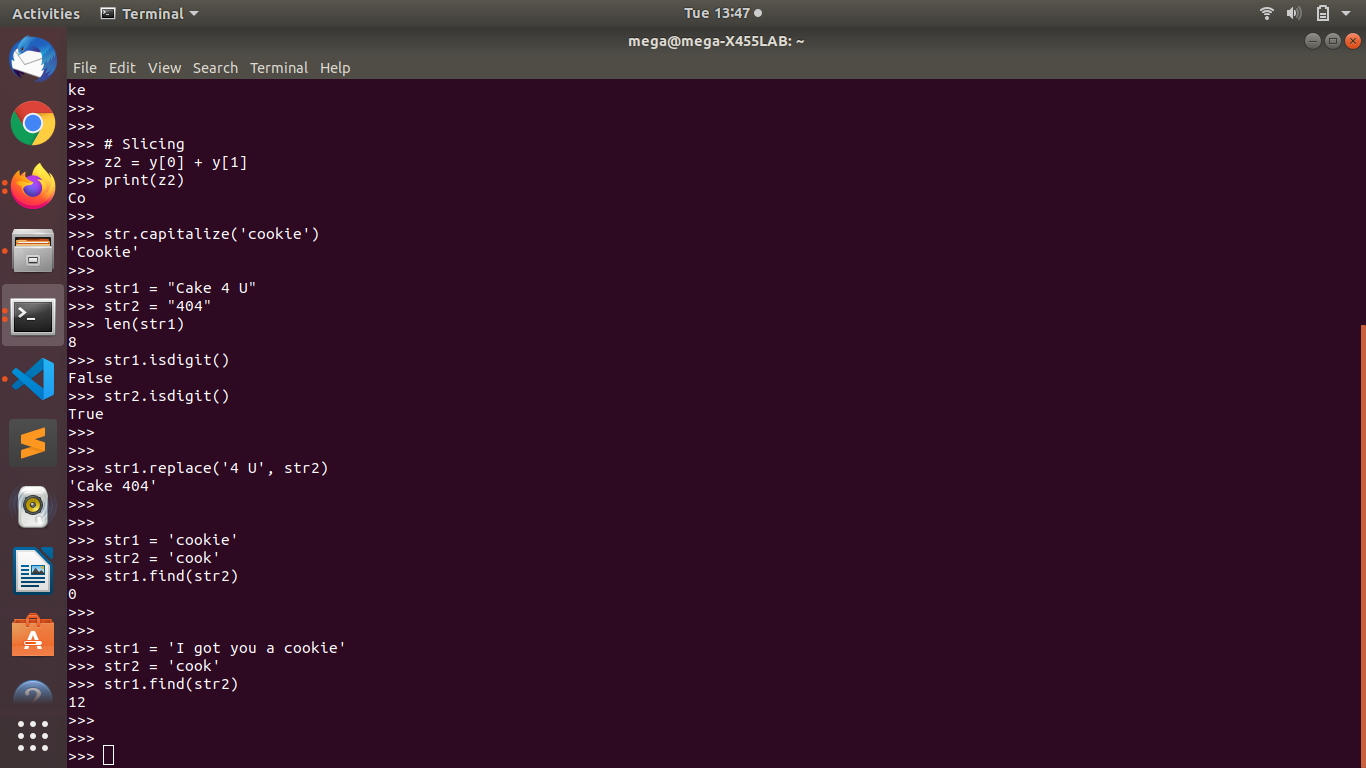 Activities Terminal Tue 13:47
mega@mega-X455LAB: ~
File Edit View Search Terminal Help
ke
>>>
>>>
>>> # Slicing
>>> z2 = y[0] + y[1]
>>> print(z2)
Co
>>>
>>> str.capitalize('cookie')
'Cookie'
>>>
>>> str1 = "Cake 4 U"
>>> str2 = "404"
>>> len(str1)
8
>>> str1.isdigit()
False
>>> str2.isdigit()
True
>>>
>>>
>>> str1.replace('4 U', str2)
'Cake 404'
>>>
>>>
>>> str1 = 'cookie'
>>> str2 = 'cook'
>>> str1.find(str2)
0
>>>
>>>
>>> str1 = 'I got you a cookie'
>>> str2 = 'cook'
>>> str1.find(str2)
12
>>>
>>>
>>>